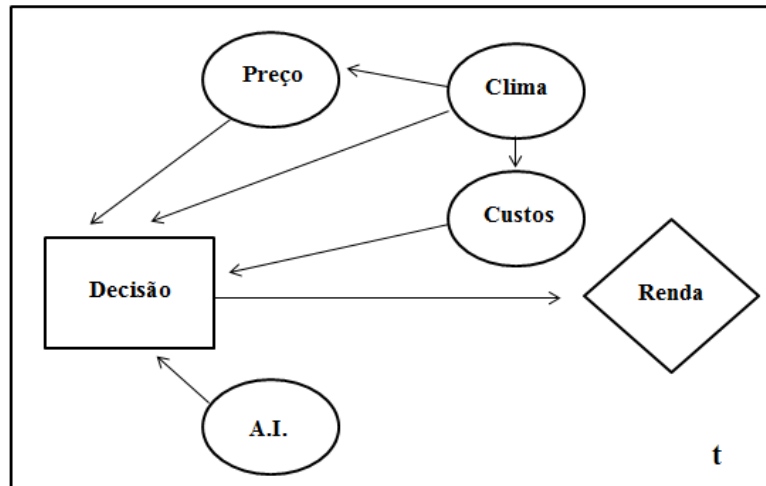 Preço
Clima
Custos
Decisão
Renda
A.I.
t